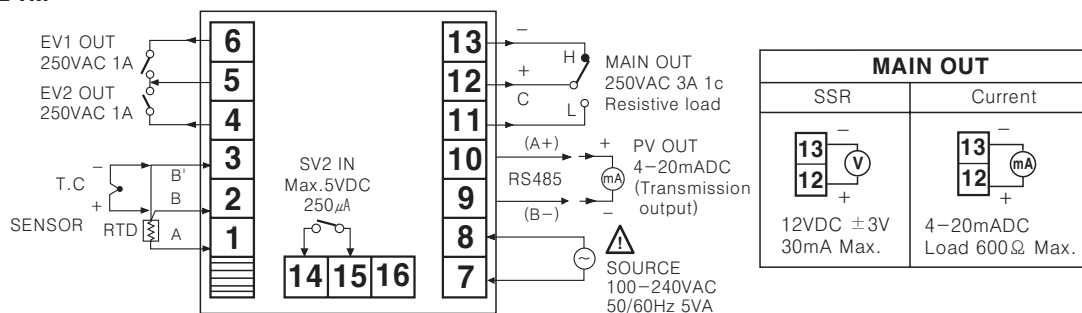 6
5
4
3
2
1
EV1 OUT
250VAC 1A
EV2 OUT
250VAC 1A
T.C
−
+
B'
B
A
SENSOR
RTD
SV2 IN
Max.5VDC
250㎂
14 15 16
13
12
11
10
9
8
7
−
+
C
H
L
MAIN OUT
250VAC 3A 1c
Resistive load
(A+)
RS485
(B−)
+
mA
−
PV OUT
4−20mADC
(Transmission
output)
SOURCE
100−240VAC
50/60Hz 5VA
MAIN OUT
SSR
Current
13
12
−
V
+
12VDC ±3V
30mA Max.
13
12
−
mA
+
4−20mADC
Load 600Ω Max.